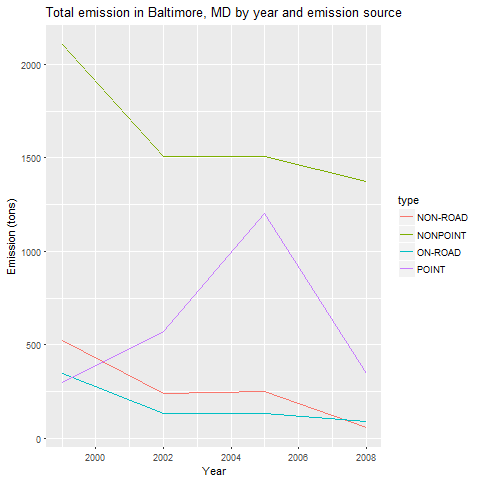 Total emission in Baltimore, MD by year and emission source
2000
1500
1000
500
0
Emission (tons)
2000 2002 2004 2006 2008
Year
type
NON-ROAD
NONPOINT
ON-ROAD
POINT